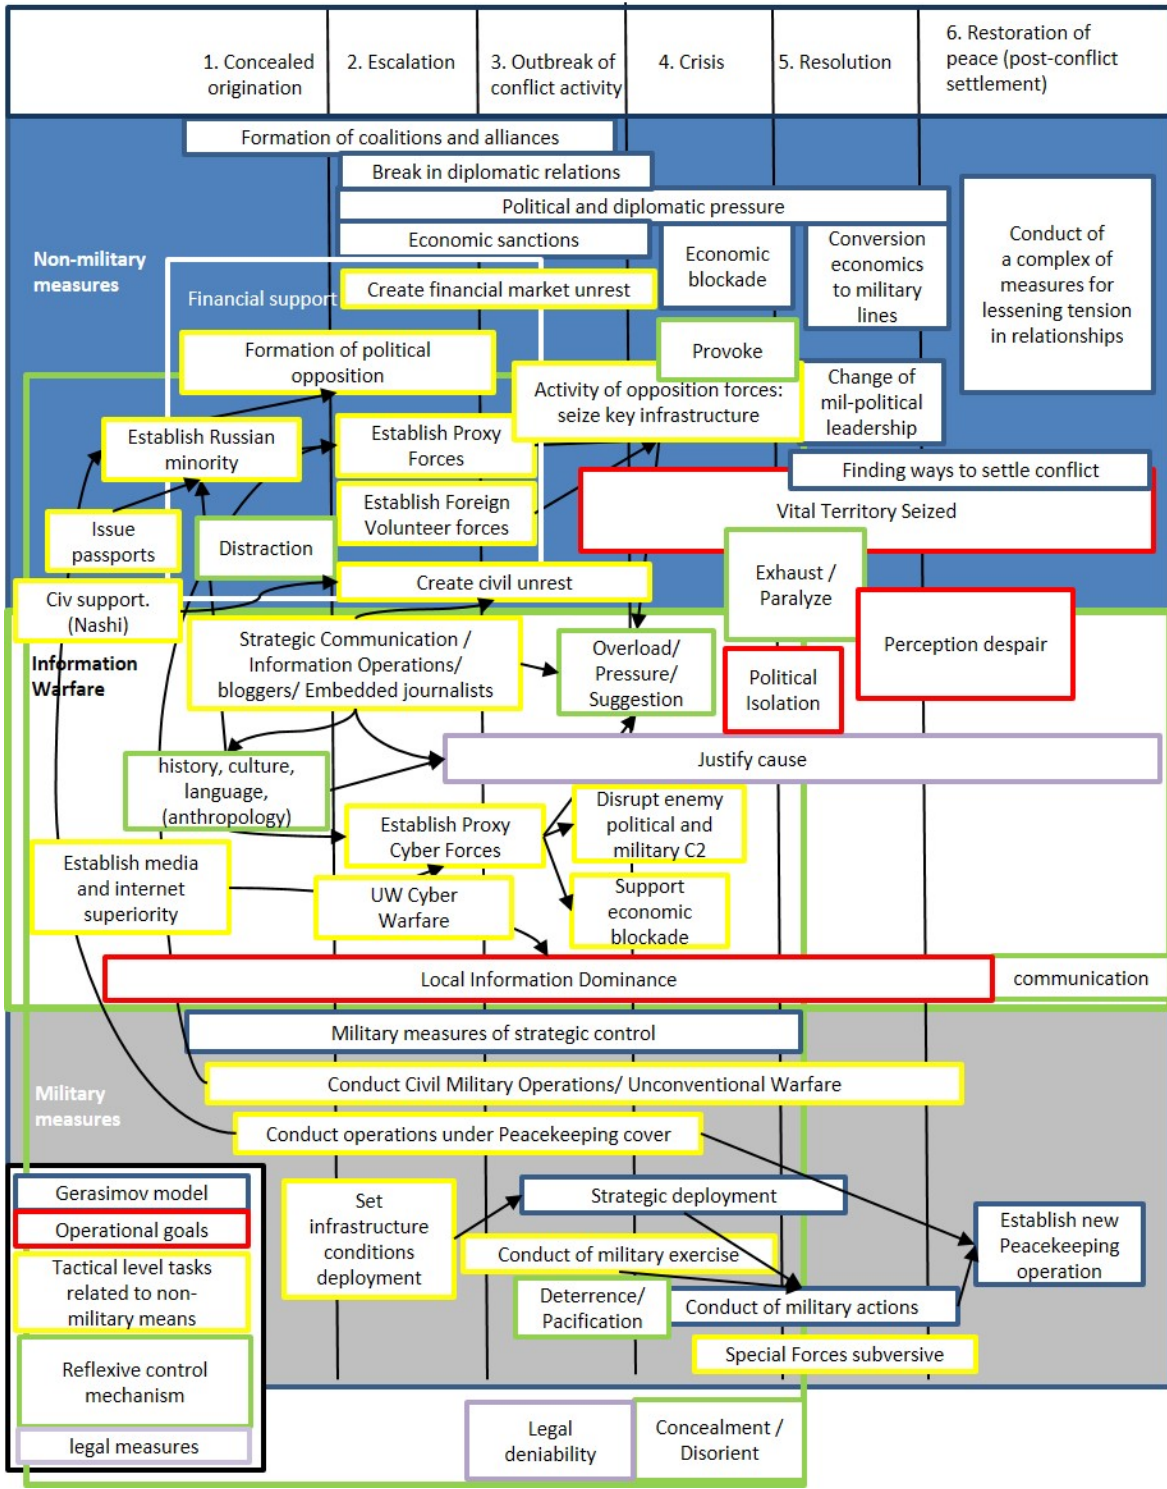 1. Concealed
origination
2. Escalation
3. Outbreak of
conflict activity
4. Crisis
5. Resolution
6. Restoration of
peace (post-conflict
settlement)
Formation of coalitions and alliances
Break in diplomatic relations
Political and diplomatic pressure
Economic sanctions
Non-military
measures
Financial support
Create financial market unrest
Economic
blockade
Conversion
economics
to military
lines
Conduct of
a complex of
measures for
lessening tension
in relationships
Formation of political
opposition
Provoke
Activity of opposition forces:
seize key infrastructure
Change of
mil-political
leadership
Establish Russian
minority
Establish Proxy
Forces
Finding ways to settle conflict
Establish Foreign
Volunteer forces
Vital Territory Seized
Issue
passports
Distraction
Exhaust /
Paralyze
Create civil unrest
Civ support.
(Nashi)
Information
Warfare
Strategic Communication /
Information Operations/
bloggers/ Embedded journalists
Overload/
Pressure/
Suggestion
Political
Isolation
Perception despair
history, culture,
language,
(anthropology)
Justify cause
Establish Proxy
Cyber Forces
Disrupt enemy
political and
military C2
Establish media
and internet
superiority
UW Cyber
Warfare
Support
economic
blockade
Local Information Dominance
communication
Military measures of strategic control
Military
measures
Conduct Civil Military Operations/ Unconventional Warfare
Conduct operations under Peacekeeping cover
Set
infrastructure
conditions
deployment
Strategic deployment
Conduct of military exercise
Establish new
Peacekeeping
operation
Deterrence/
Pacification
Conduct of military actions
Special Forces subversive
Gerasimov model
Operational goals
Tactical level tasks
related to non-
military means
Reflexive control
mechanism
legal measures
Legal
deniability
Concealment /
Disorient